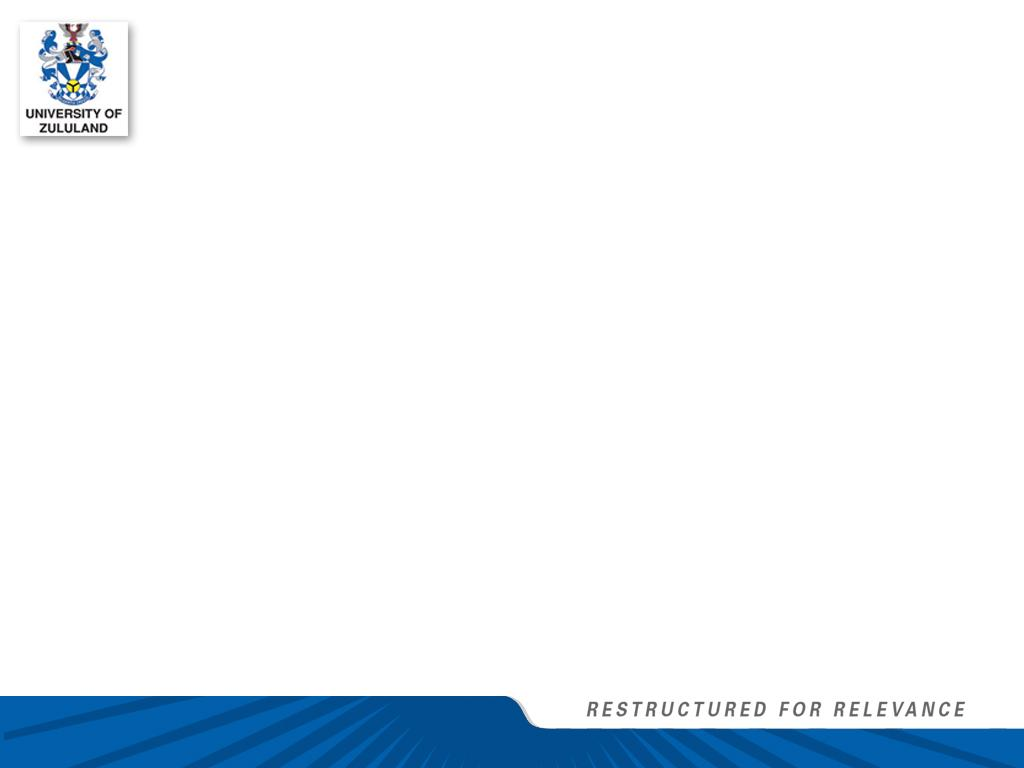 UNIVERSITY OF
ZULULAND
RESTRUCTURED FOR RELEVANCE